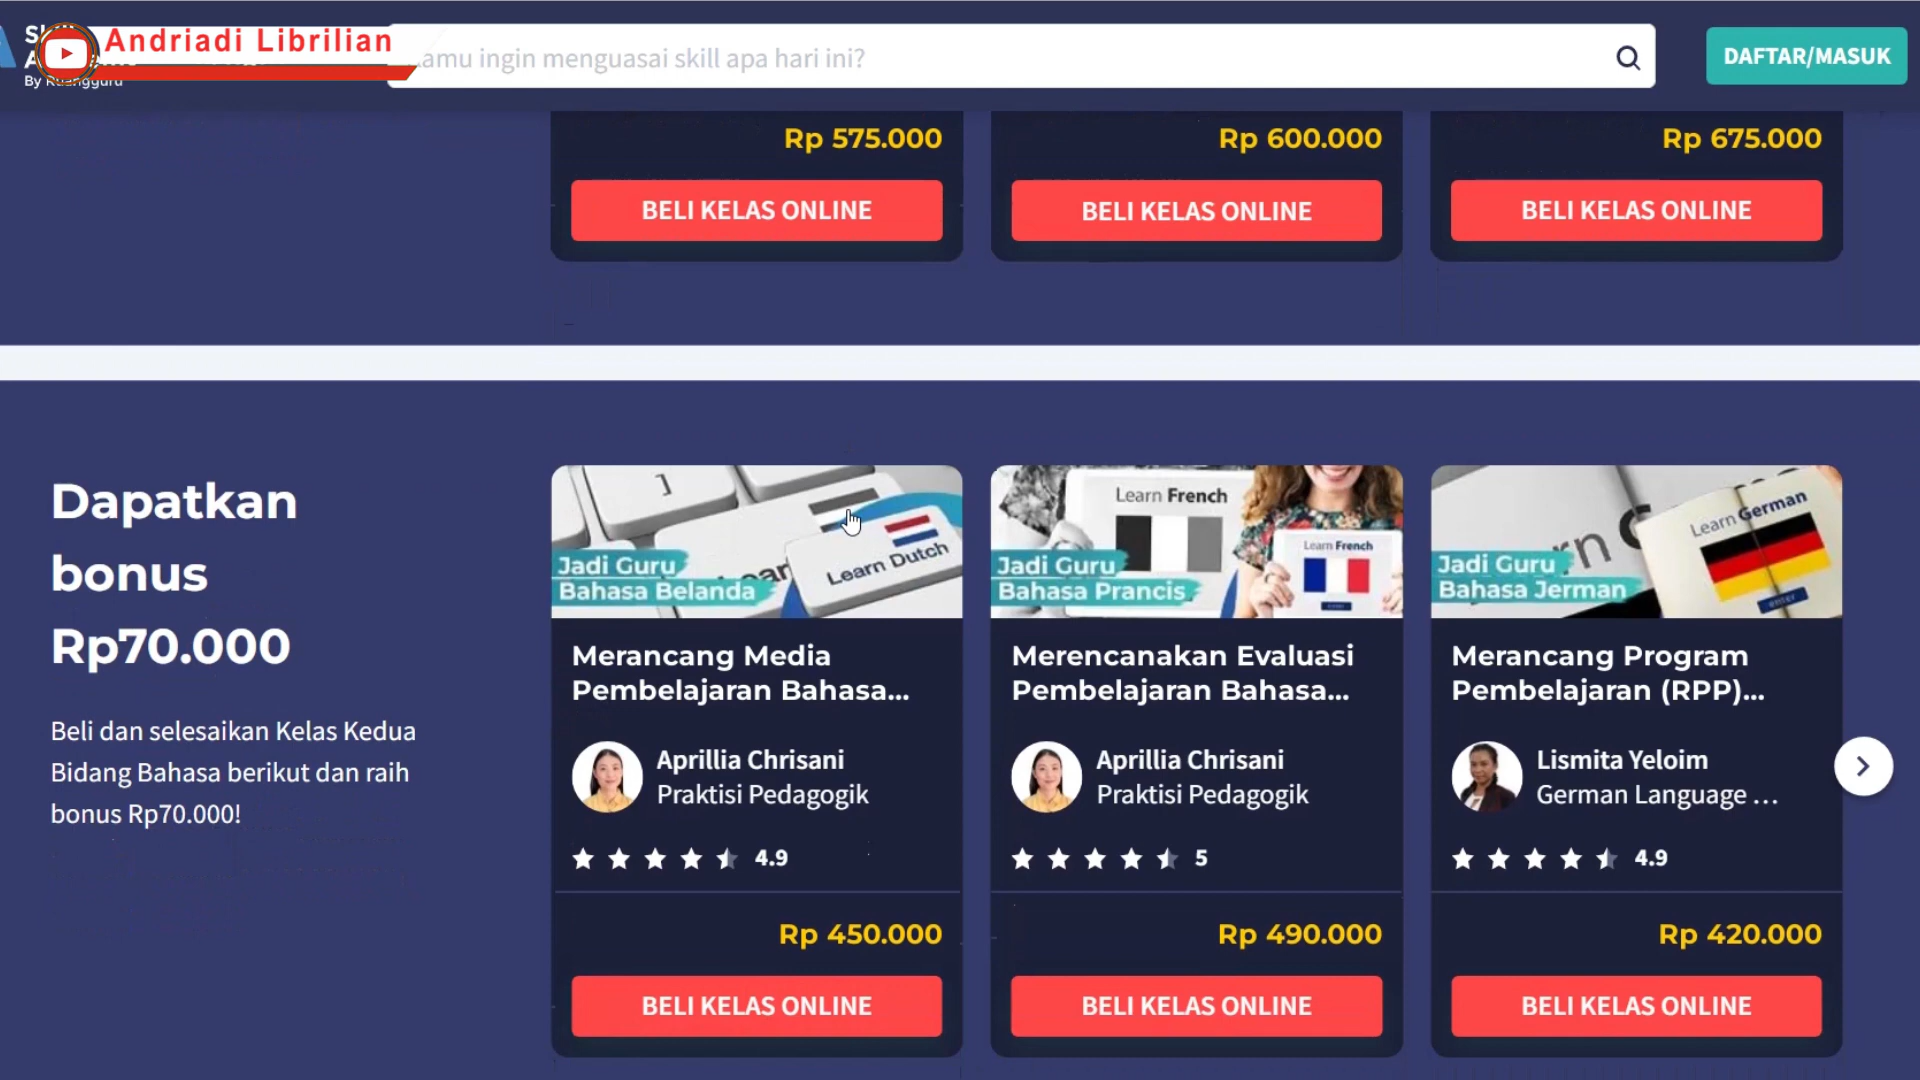 Andriadi Librilian
By Ruangguru
amu ingin menguasai skill apa hari ini?
DAFTAR/MASUK
Rp 575.000
Rp 600.000
Rp 675.000
BELI KELAS ONLINE
BELI KELAS ONLINE
BELI KELAS ONLINE
Dapatkan
bonus
Rp70.000
Beli dan selesaikan Kelas Kedua
Bidang Bahasa berikut dan raih
bonus Rp70.000!
Learn Dutch
Jadi Guru
Bahasa Belanda
Merancang Media
Pembelajaran Bahasa...
Aprillia Chrisani
Praktisi Pedagogik
4.9
Rp 450.000
BELI KELAS ONLINE
Learn French
Learn French
Jadi Guru
Bahasa Prancis
Merencanakan Evaluasi
Pembelajaran Bahasa...
Aprillia Chrisani
Praktisi Pedagogik
5
Rp 490.000
BELI KELAS ONLINE
Learn German
enter
Jadi Guru
Bahasa Jerman
Merancang Program
Pembelajaran (RPP)...
Lismita Yeloim
German Language ...
4.9
Rp 420.000
BELI KELAS ONLINE